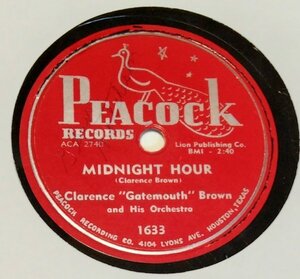 PEACOCK
RECORDS
ACA 2740
Lion Publishing Co.
BMI - 2:40
MIDNIGHT HOUR
(Clarence Brown)
Clarence "Gatemouth" Brown
and His Orchestra
1633
PEACOCK RECORDING CO. 4104 LYONS AVE. HOUSTON, TEXAS